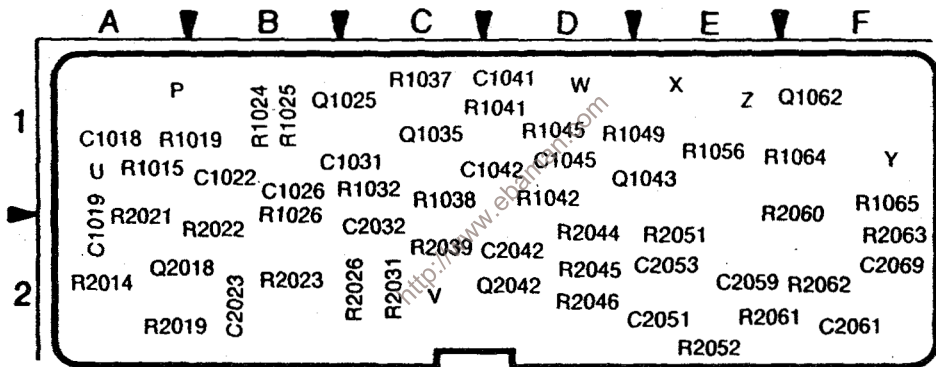 A B C D E F
R1037 C1041 W X
P R1024 R1025 Q1025 R1041 Z Q1062
1
C1018 R1019 Q1035 R1045 R1049
U R1015 C1022 C1031 C1042 C1045 R1056 R1064 Y
C1026 R1032 R1038 R1042 Q1043
C1019 R2021 R1026 R2060 R1065
R2022 C2032 R2044 R2051 R2063
R2039 C2042
Q2018 R2045 C2053 C2069
R2014 C2023 R2023 R2026 R2031 V Q2042 C2059 R2062
2
R2046
R2019 C2051 R2061 C2061
R2052
http://www.ebaman.com